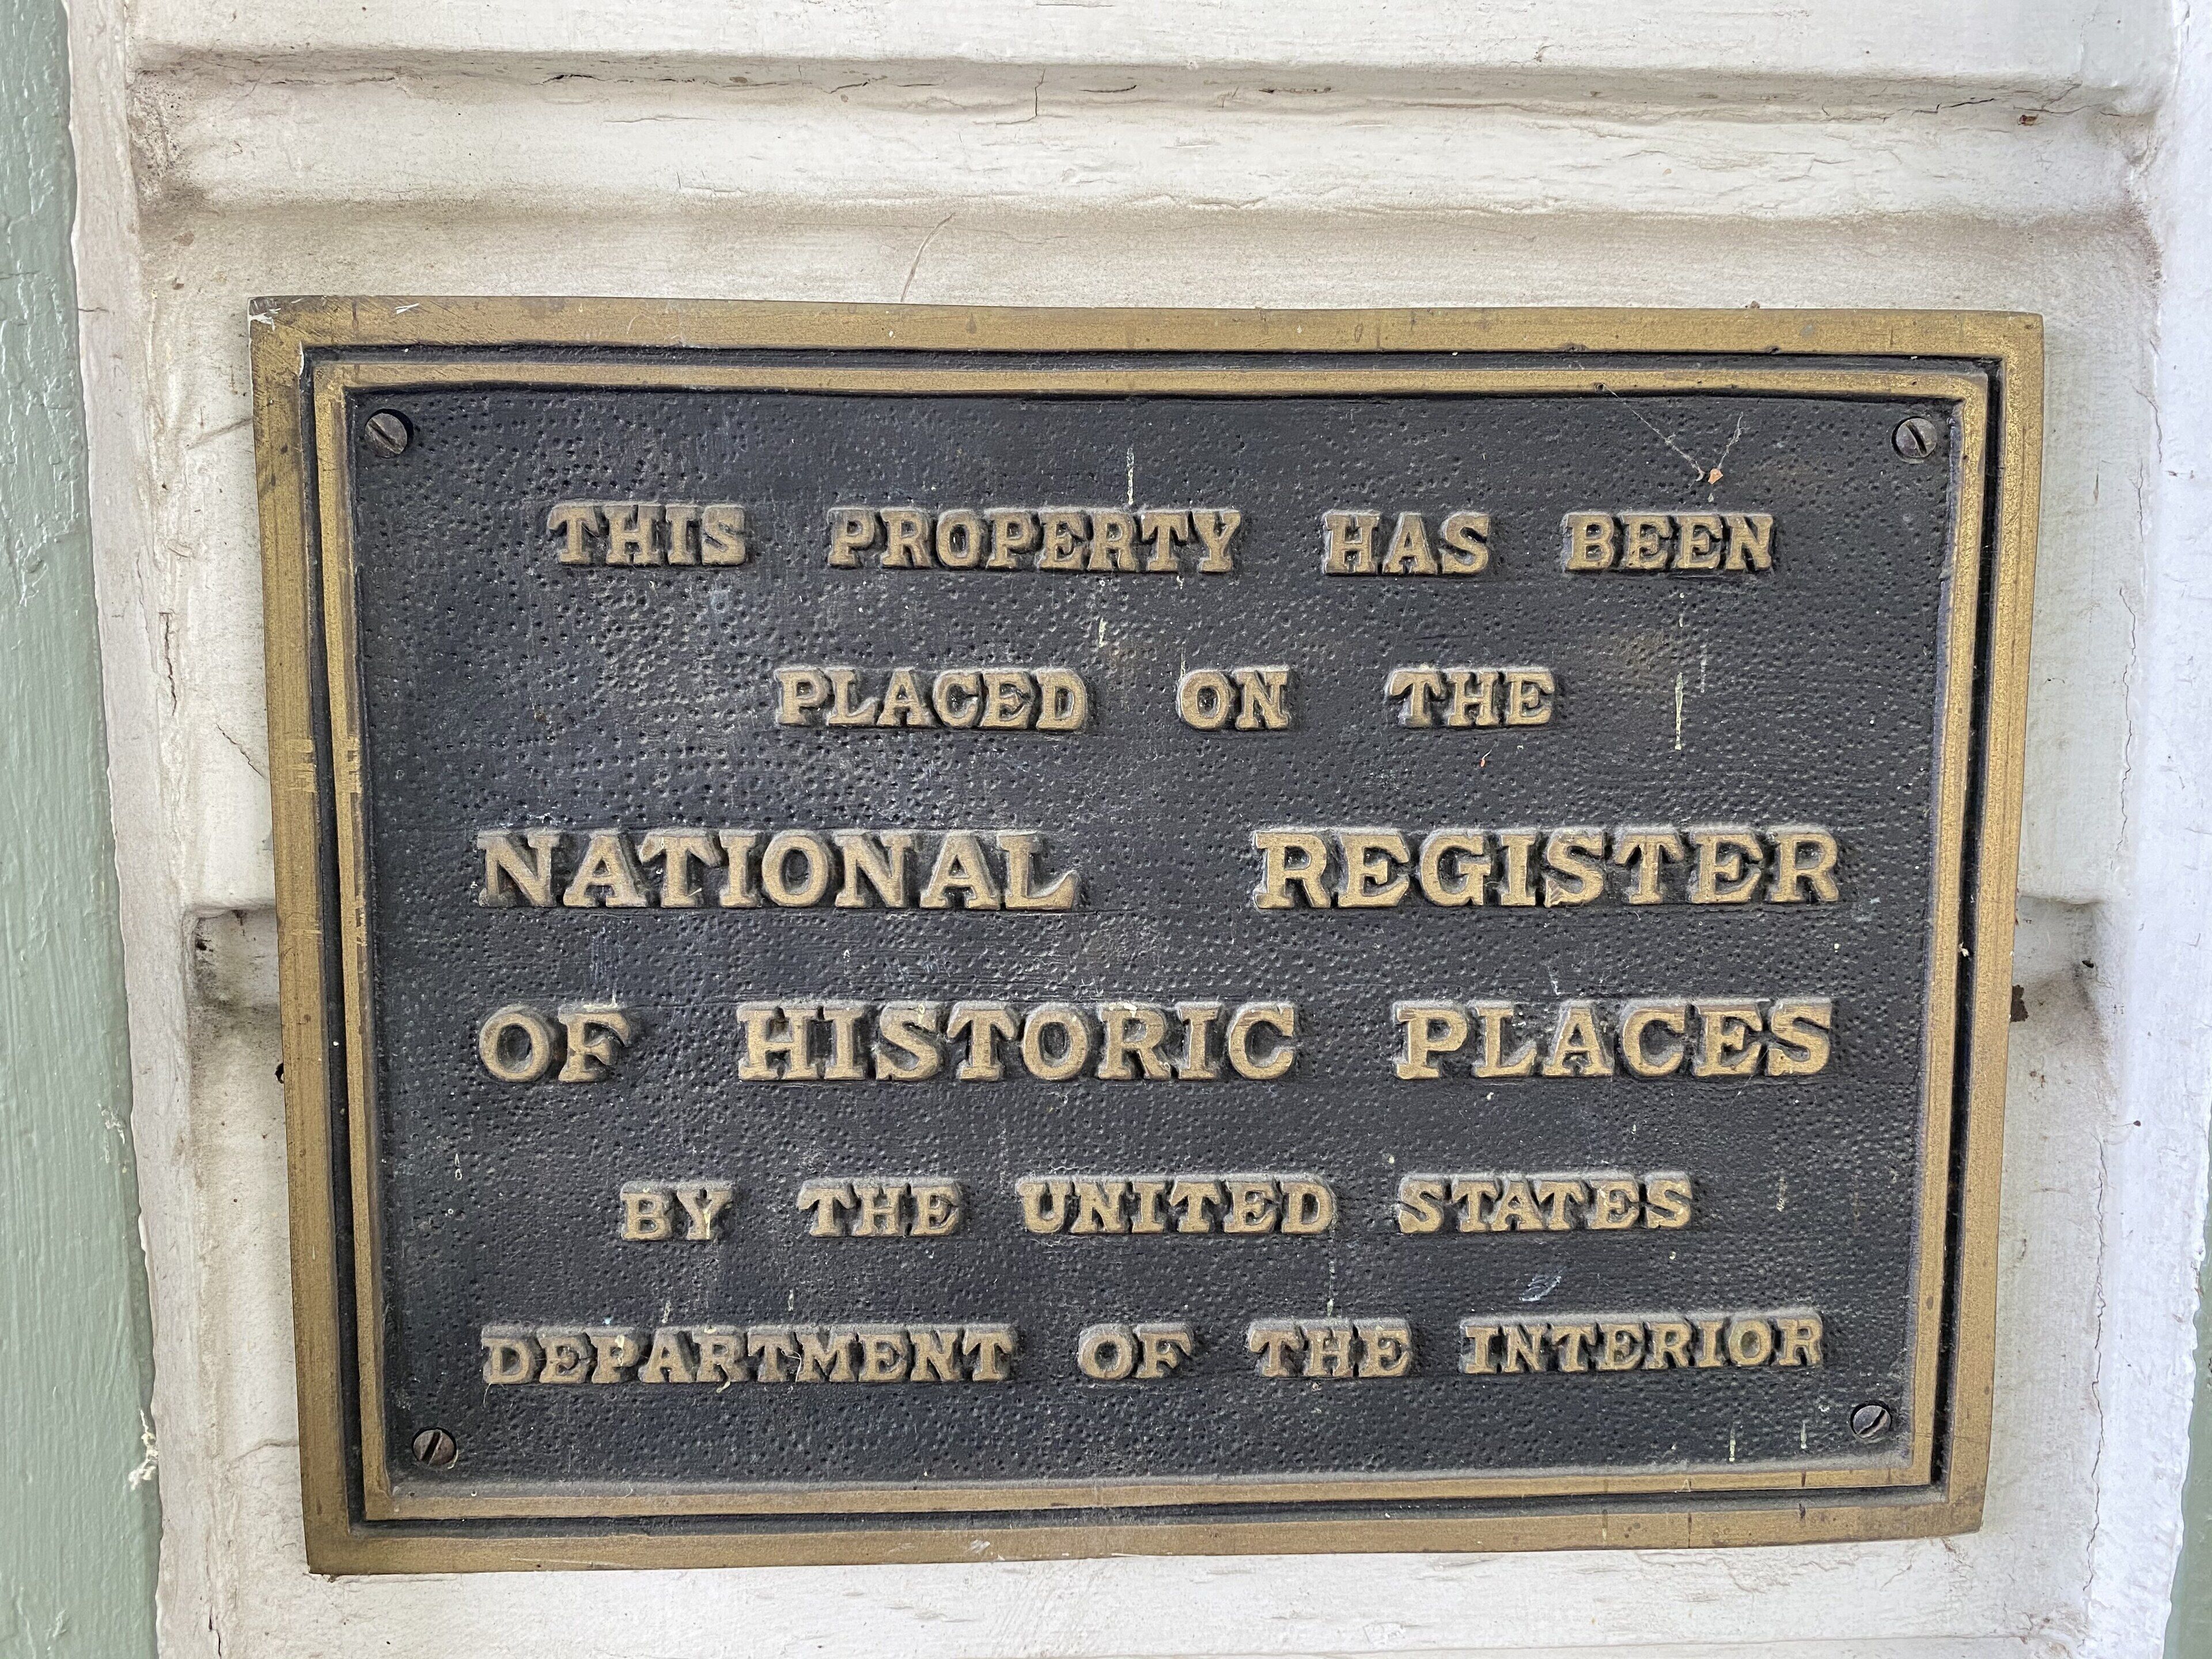 THIS PROPERTY HAS BEEN
PLACED ON THE
NATIONAL REGISTER
OF HISTORIC PLACES
BY THE UNITED STATES
DEPARTMENT OF THE INTERIOR